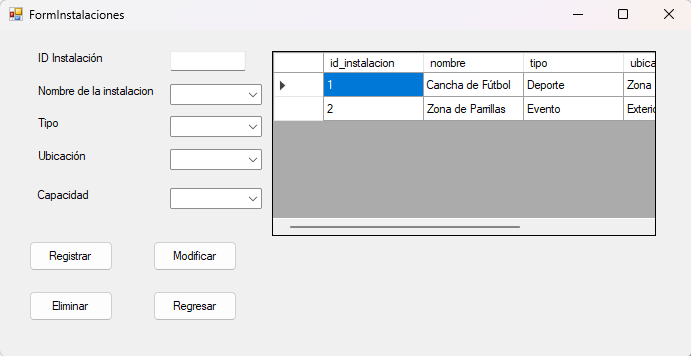 FormInstalaciones
ID Instalación
Nombre de la instalacion
Tipo
Ubicación
Capacidad
Registrar Modificar
Eliminar Regresar
id_instalacion nombre tipo ubica
1 Cancha de Fútbol Deporte Zona
2 Zona de Parrillas Evento Exterio